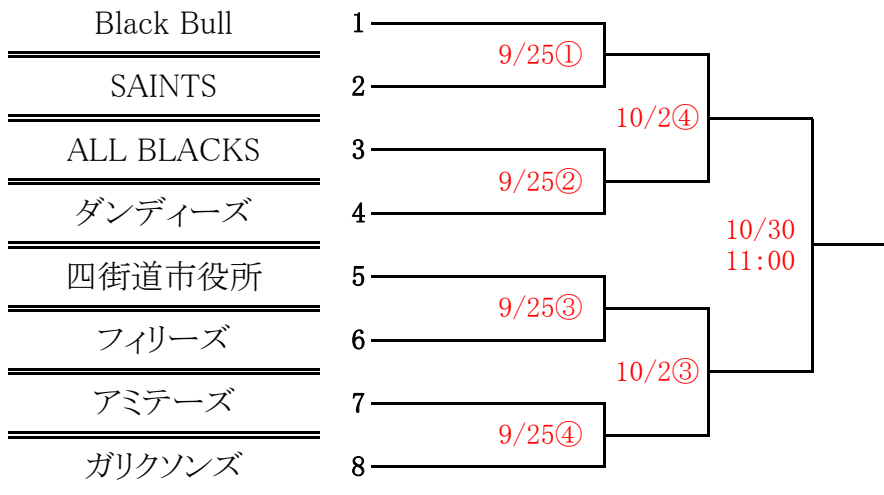 Black Bull 1
9/25①
SAINTS 2
10/2④
ALL BLACKS 3
9/25②
ダンディーズ 4
10/30
11:00
四街道市役所 5
9/25③
フィリーズ 6
10/2③
アミテーズ 7
9/25④
ガリクソンズ 8